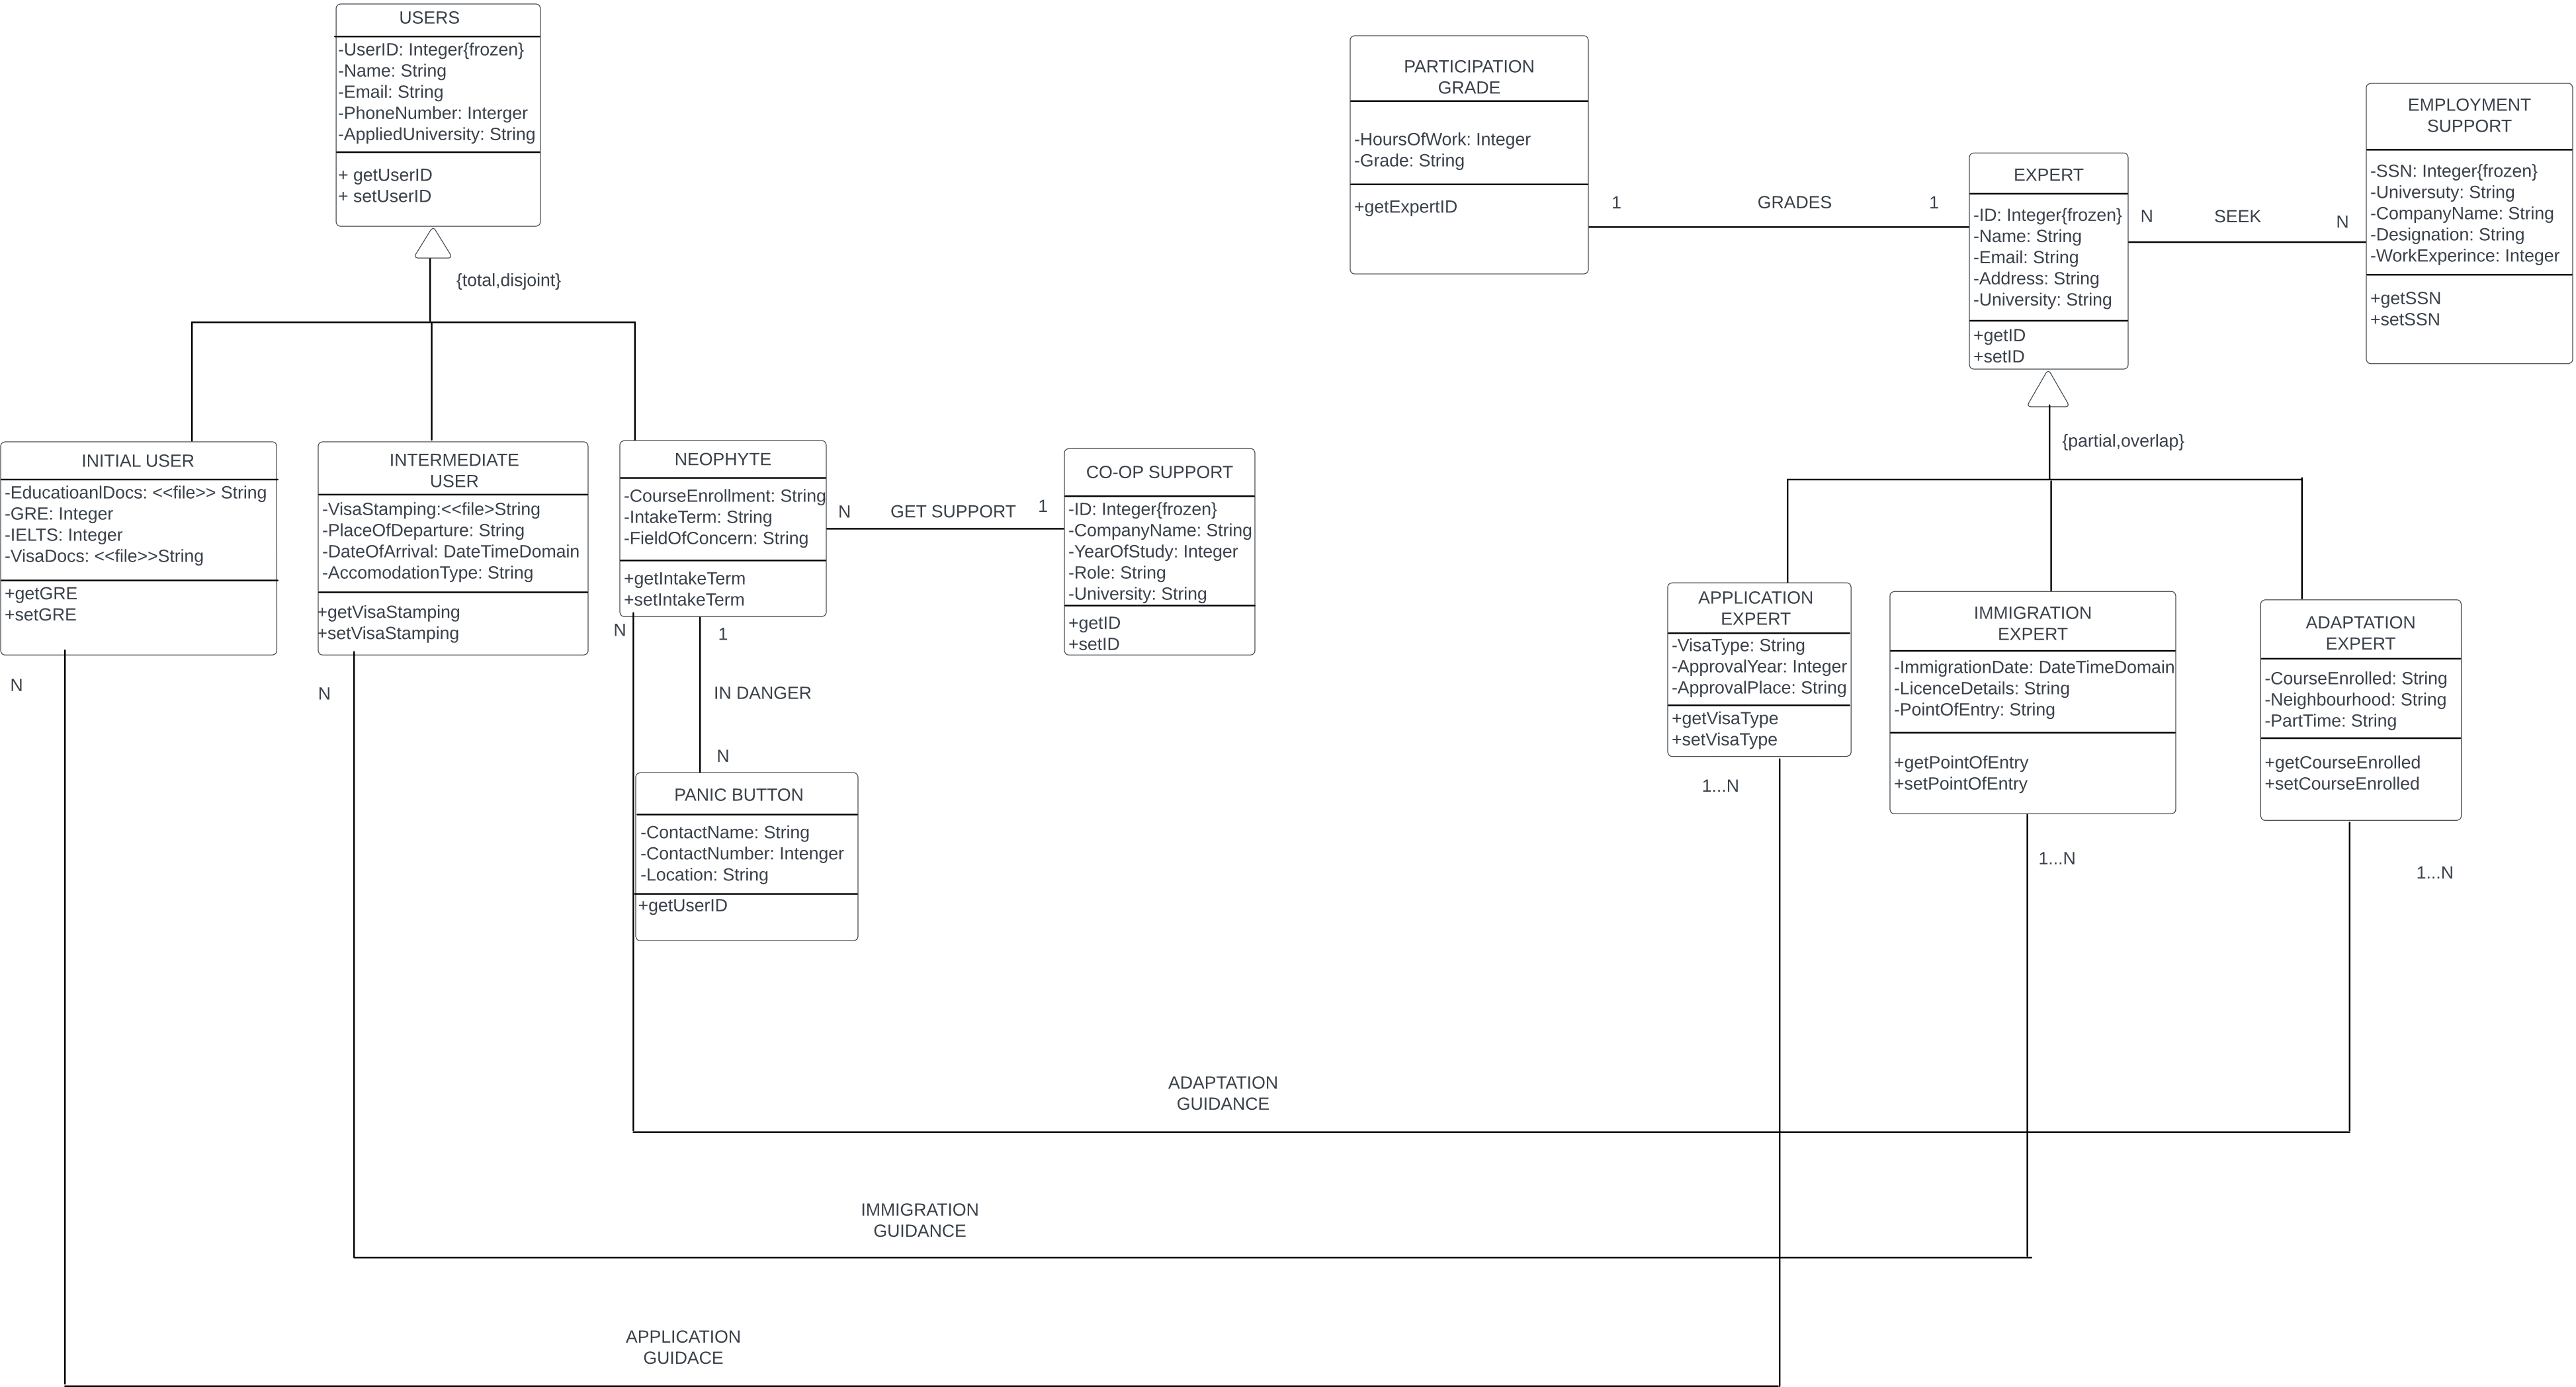 USERS
-UserID: Integer{frozen}
-Name: String
-Email: String
-PhoneNumber: Interger
-AppliedUniversity: String
+ getUserID
+ setUserID
{total,disjoint}
PARTICIPATION
GRADE
-HoursOfWork: Integer
-Grade: String
+getExpertID
1
GRADES
1
EXPERT
-ID: Integer{frozen}
-Name: String
-Email: String
-Address: String
-University: String
+getID
+setID
N
SEEK
N
EMPLOYMENT
SUPPORT
-SSN: Integer{frozen}
-Universuty: String
-CompanyName: String
-Designation: String
-WorkExperince: Integer
+getSSN
+setSSN
{partial,overlap}
INITIAL USER
-EducatioanlDocs: <<file>> String
-GRE: Integer
-IELTS: Integer
-VisaDocs: <<file>>String
+getGRE
+setGRE
N
INTERMEDIATE
USER
-VisaStamping:<<file>String
-PlaceOfDeparture: String
-DateOfArrival: DateTimeDomain
-AccomodationType: String
+getVisaStamping
+setVisaStamping
N
NEOPHYTE
-CourseEnrollment: String
-IntakeTerm: String
-FieldOfConcern: String
+getIntakeTerm
+setIntakeTerm
N
GET SUPPORT
1
CO-OP SUPPORT
-ID: Integer{frozen}
-CompanyName: String
-YearOfStudy: Integer
-Role: String
-University: String
+getID
+setID
N
1
IN DANGER
N
PANIC BUTTON
-ContactName: String
-ContactNumber: Intenger
-Location: String
+getUserID
APPLICATION
EXPERT
-VisaType: String
-ApprovalYear: Integer
-ApprovalPlace: String
+getVisaType
+setVisaType
1...N
IMMIGRATION
EXPERT
-ImmigrationDate: DateTimeDomain
-LicenceDetails: String
-PointOfEntry: String
+getPointOfEntry
+setPointOfEntry
1...N
ADAPTATION
EXPERT
-CourseEnrolled: String
-Neighbourhood: String
-PartTime: String
+getCourseEnrolled
+setCourseEnrolled
1...N
ADAPTATION
GUIDANCE
IMMIGRATION
GUIDANCE
APPLICATION
GUIDACE